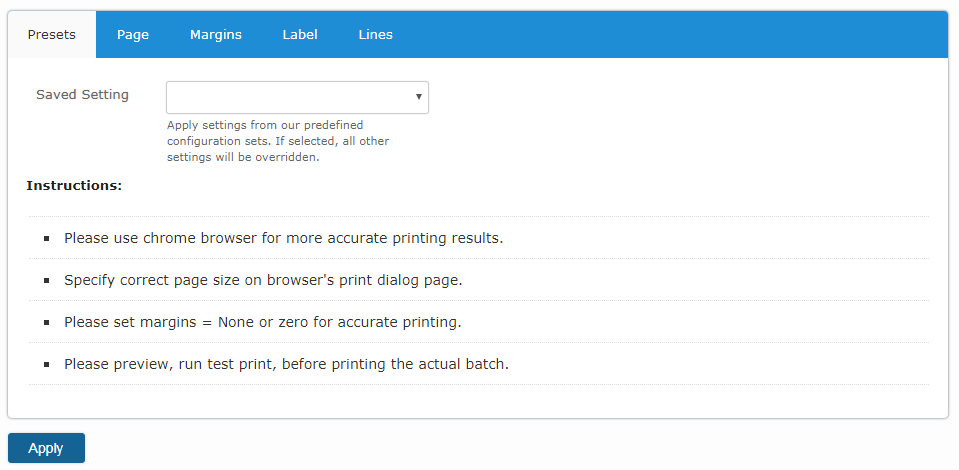 Presets Page Margins Label Lines
Saved Setting
Apply settings from our predefined
configuration sets. If selected, all other
settings will be overridden.
Instructions:
Please use chrome browser for more accurate printing results.
Specify correct page size on browser's print dialog page.
Please set margins = None or zero for accurate printing.
Please preview, run test print, before printing the actual batch.
Apply